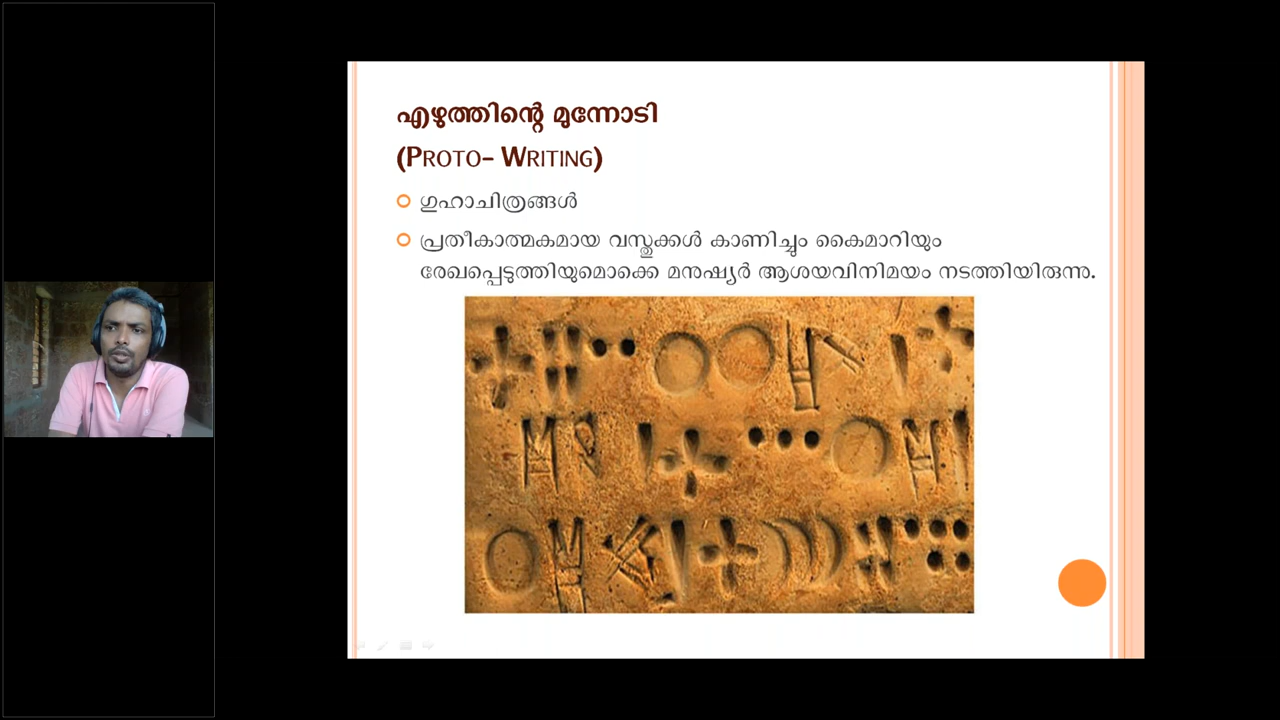 എഴുത്തിന്റെ മുന്നോടി
(PROTO- WRITING)
ഗുഹാചിത്രങ്ങൾ
പ്രതീകാത്മകമായ വസ്തുക്കൾ കാണിച്ചും കൈമാറിയും
രേഖപ്പെടുത്തിയുമൊക്കെ മനുഷ്യർ ആശയവിനിമയം നടത്തിയിരുന്നു.